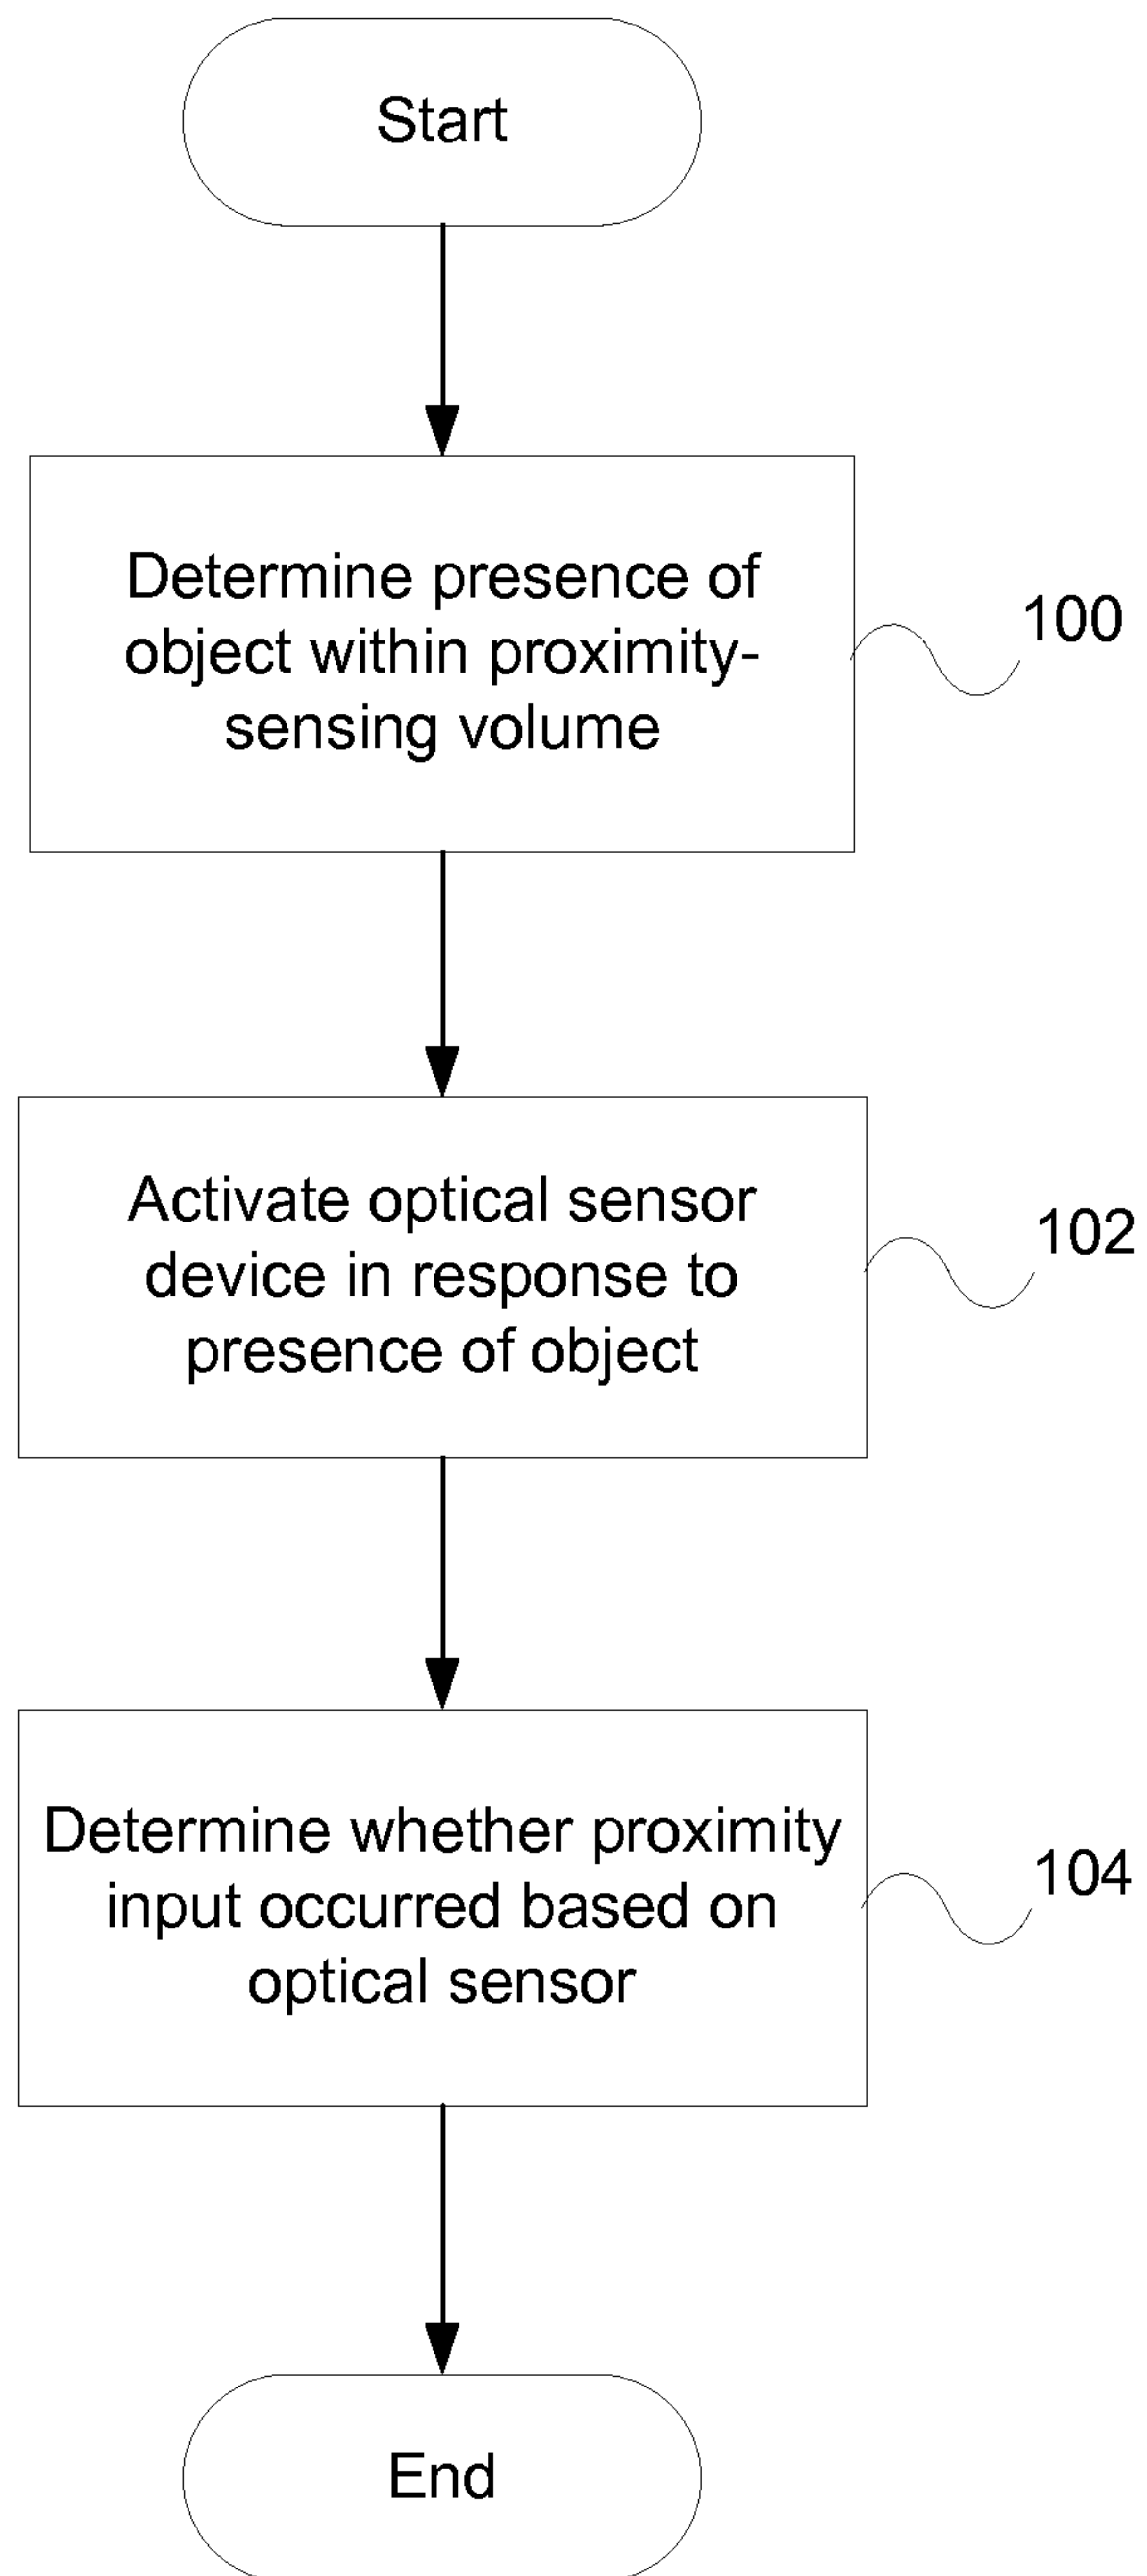 Start
Determine presence of
object within proximity-
sensing volume
100
Activate optical sensor
device in response to
presence of object
102
Determine whether proximity
input occurred based on
optical sensor
104
End